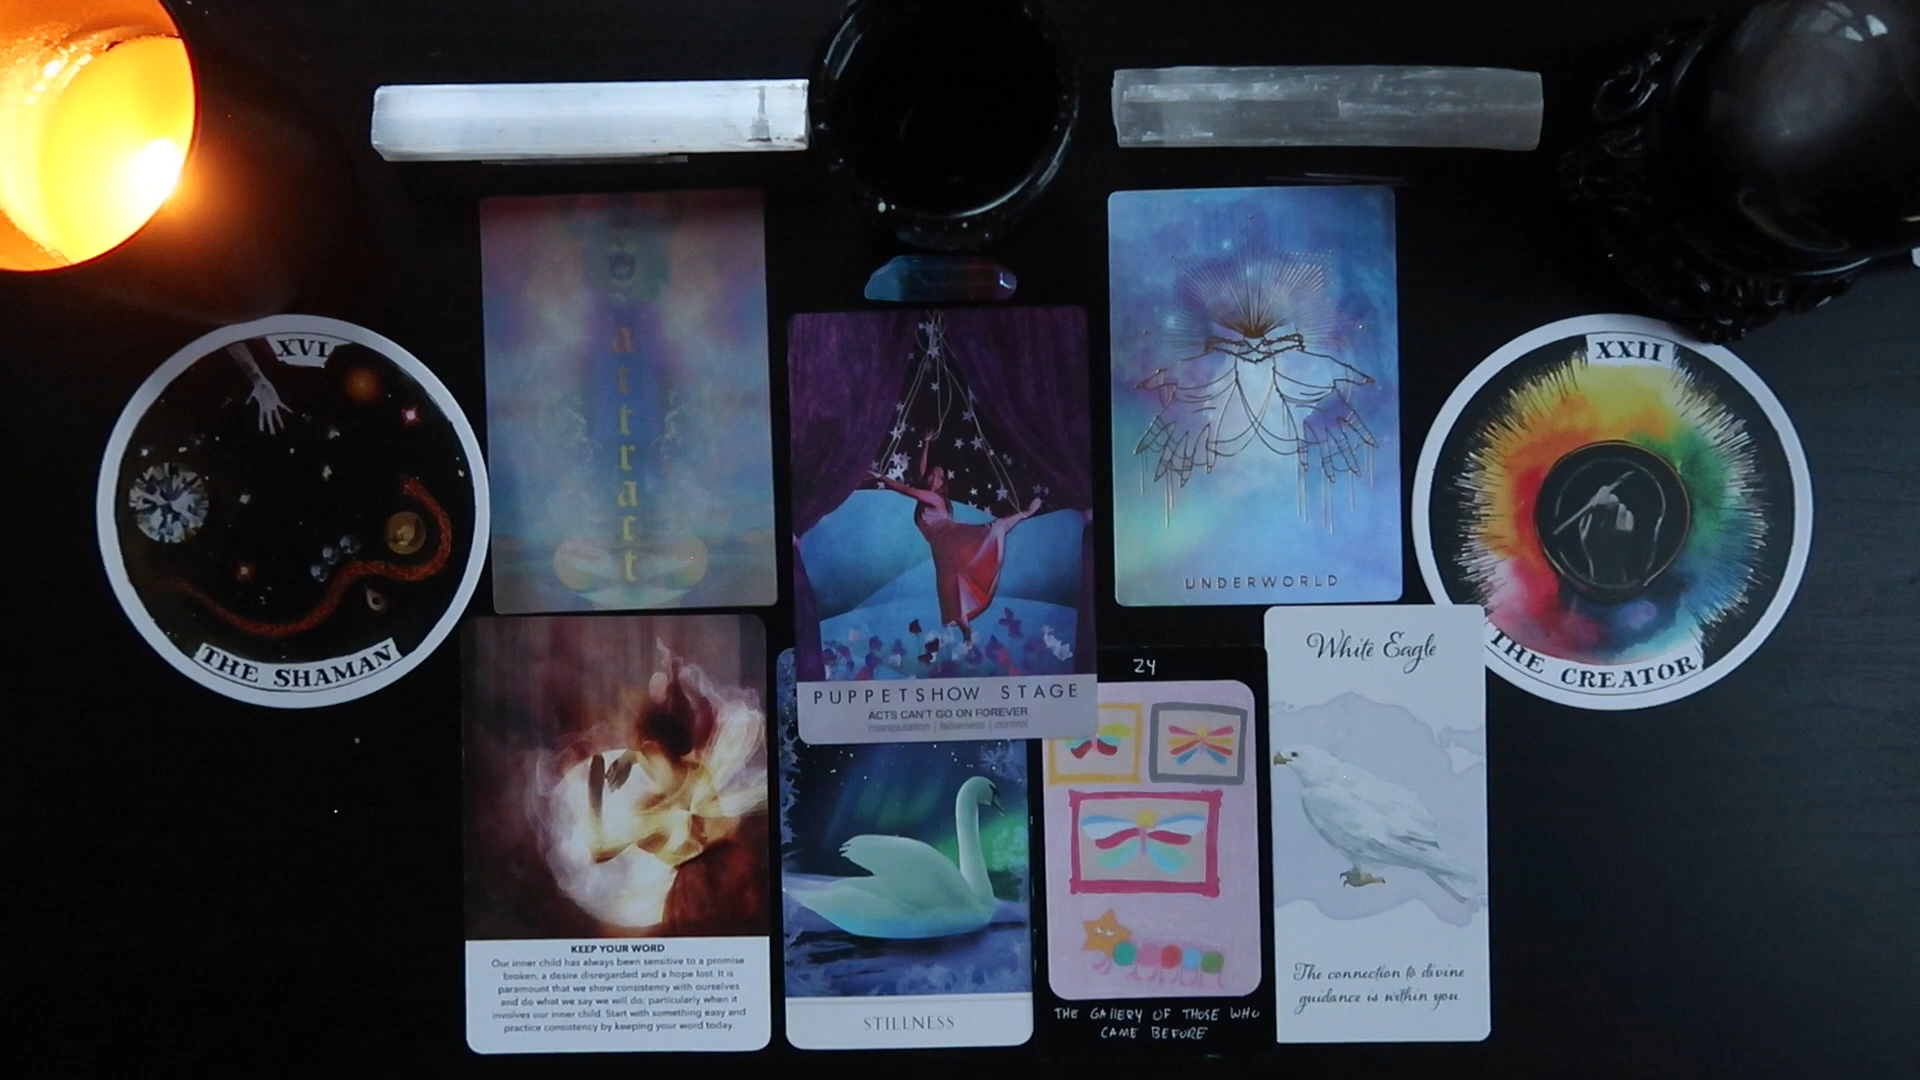 XVI
THE SHAMAN
attract
PUPPETSHOW STAGE
ACTS CAN'T GO ON FOREVER
manipulation | falseness | control
UNDERWORLD
XXII
THE CREATOR
KEEP YOUR WORD
Our inner child has always been sensitive to a promise
broken, a desire disregarded and a hope lost. It is
paramount that we show consistency with ourselves
and do what we say we will do; particularly when it
involves our inner child. Start with something easy and
practice consistency by keeping your word today
STILLNESS
24
THE GALLERY OF THOSE WHO
CAME BEFORE
White Eagle
The connection to divine
guidance is within you